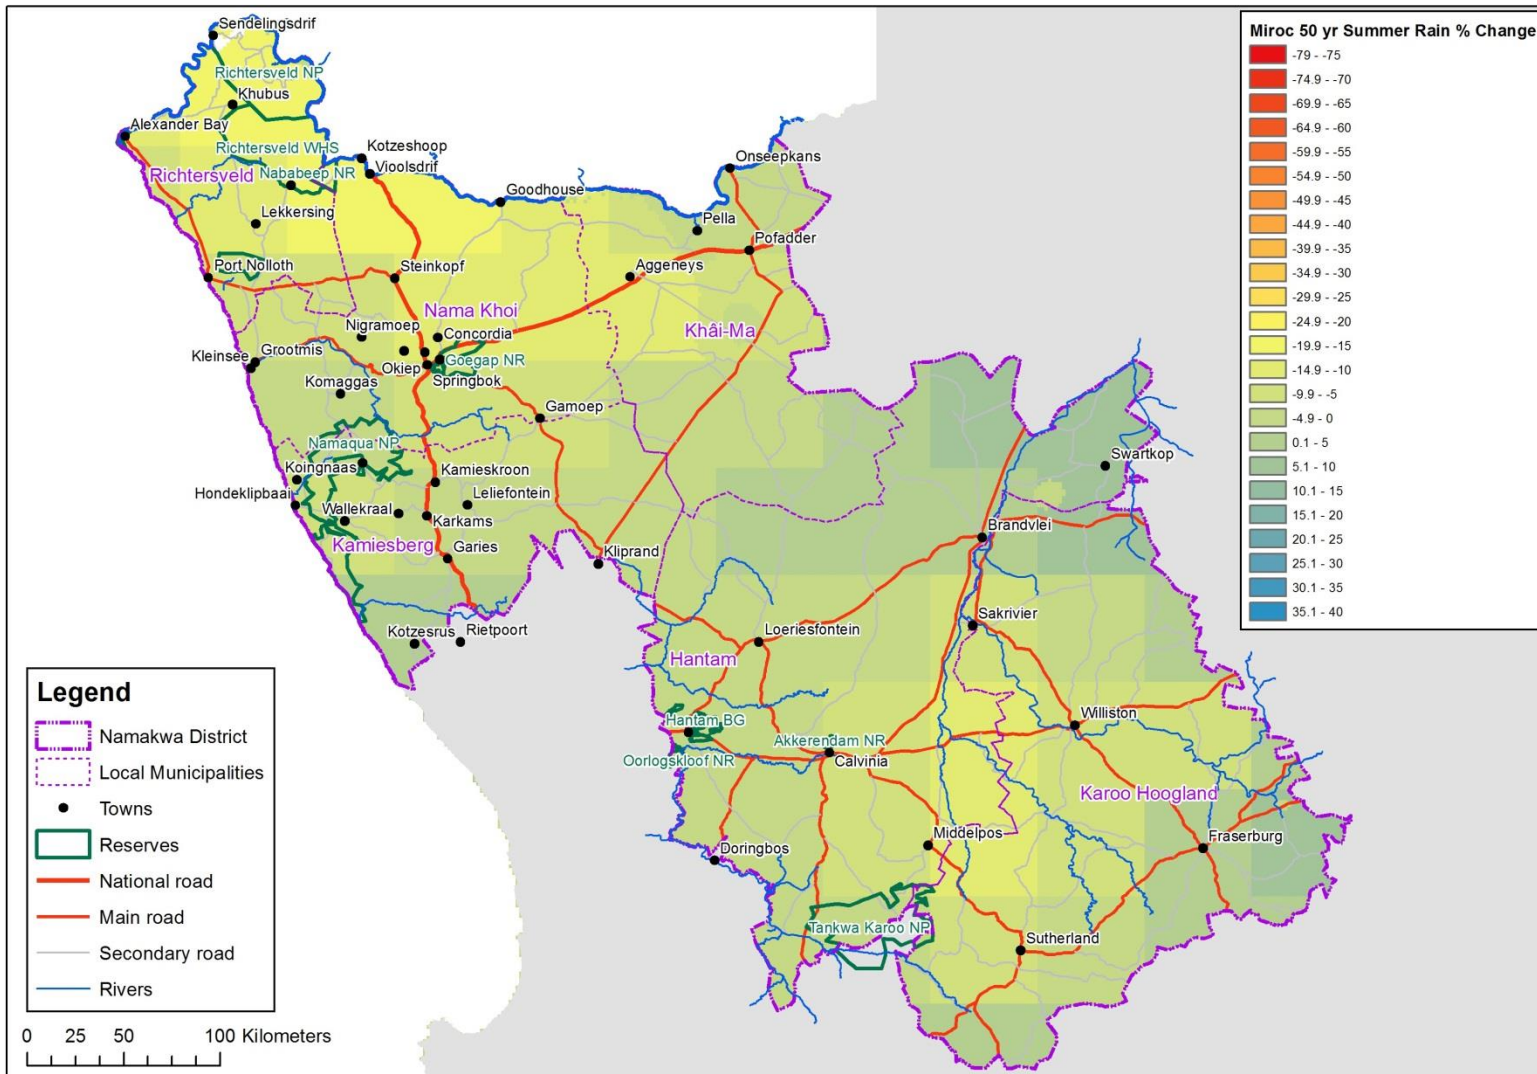 Sendelingsdrif
Richtersveld NP
Khubus
Alexander Bay
Richtersveld WHS
Kotzeshoop
Vioolsdrif
Richtersveld
Nababeep NR
Onseepkans
Goodhouse
Lekkersing
Pella
Pofadder
Port Nolloth
Steinkopf
Aggeneys
Nama Khoi
Nigramoep
Concordia
Khâi-Ma
Kleinsee
Grootmis
Okiep
Goegap NR
Springbok
Komaggas
Gamoep
Namaqua NP
Koingnaas
Kamieskroon
Swartkop
Hondeklipbaai
Leliefontein
Wallekraal
Karkams
Brandvlei
Kamiesberg
Garies
Kliprand
Sakrivier
Kotzesrus
Rietpoort
Loeriesfontein
Hantam
Hantam BG
Williston
Akkerendam NR
Oorlogskloof NR
Calvinia
Karoo Hoogland
Middelpos
Fraserburg
Doringbos
Tankwa Karoo NP
Sutherland
Miroc 50 yr Summer Rain % Change
-79 - -75
-74.9 - -70
-69.9 - -65
-64.9 - -60
-59.9 - -55
-54.9 - -50
-49.9 - -45
-44.9 - -40
-39.9 - -35
-34.9 - -30
-29.9 - -25
-24.9 - -20
-19.9 - -15
-14.9 - -10
-9.9 - -5
-4.9 - 0
0.1 - 5
5.1 - 10
10.1 - 15
15.1 - 20
20.1 - 25
25.1 - 30
30.1 - 35
35.1 - 40
Legend
Namakwa District
Local Municipalities
Towns
Reserves
National road
Main road
Secondary road
Rivers
0 25 50 100 Kilometers